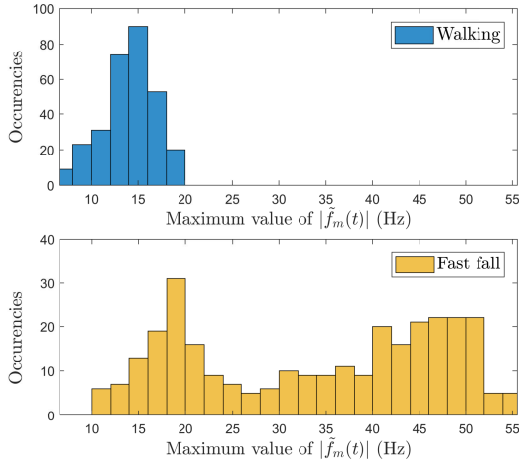 100
80
60
40
20
0
Occurencies
Walking
10 15 20 25 30 35 40 45 50 55
Maximum value of |f̃_m(t)| (Hz)
40
30
20
10
0
Occurencies
Fast fall
10 15 20 25 30 35 40 45 50 55
Maximum value of |f̃_m(t)| (Hz)